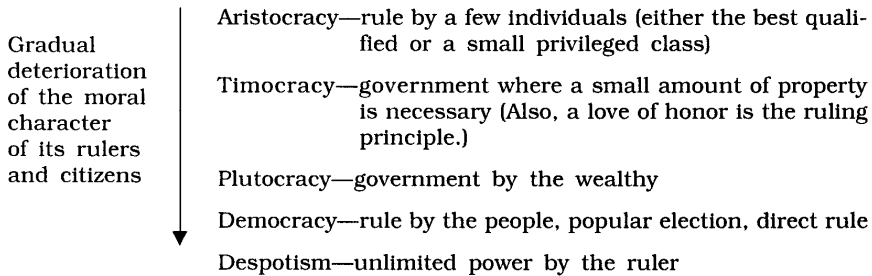 Gradual
deterioration
of the moral
character
of its rulers
and citizens
Aristocracy—rule by a few individuals (either the best quali-
fied or a small privileged class)
Timocracy—government where a small amount of property
is necessary (Also, a love of honor is the ruling
principle.)
Plutocracy—government by the wealthy
Democracy—rule by the people, popular election, direct rule
Despotism—unlimited power by the ruler